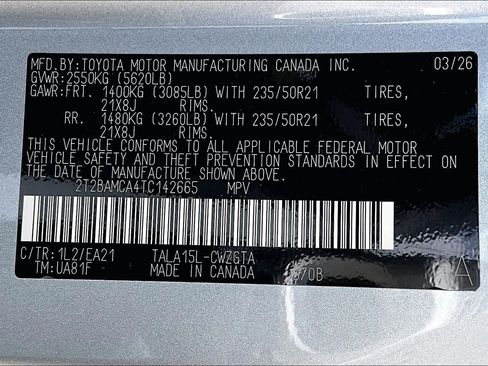 MFD.BY:TOYOTA MOTOR MANUFACTURING CANADA INC. 03/26
GVWR:2550KG (5620LB)
GAWR:FRT. 1400KG (3085LB) WITH 235/50R21 TIRES,
21X8J RIMS.
RR. 1480KG (3260LB) WITH 235/50R21 TIRES,
21X8J RIMS.
THIS VEHICLE CONFORMS TO ALL APPLICABLE FEDERAL MOTOR
VEHICLE SAFETY AND THEFT PREVENTION STANDARDS IN EFFECT
ON THE DATE OF MANUFACTURE SHOWN ABOVE.
2T2BAMCA4TC142665 MPV
C/TR:1L2/EA21 TALA15L-CWZGTA
TM:UA81F MADE IN CANADA 70B A